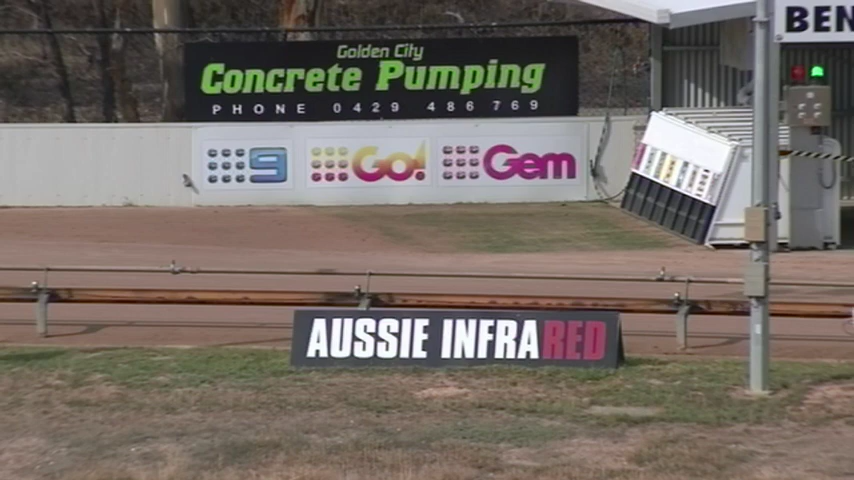 Golden City
Concrete Pumping
PHONE 0429 486 769
BEN
9 Go! Gem
AUSSIE INFRARED